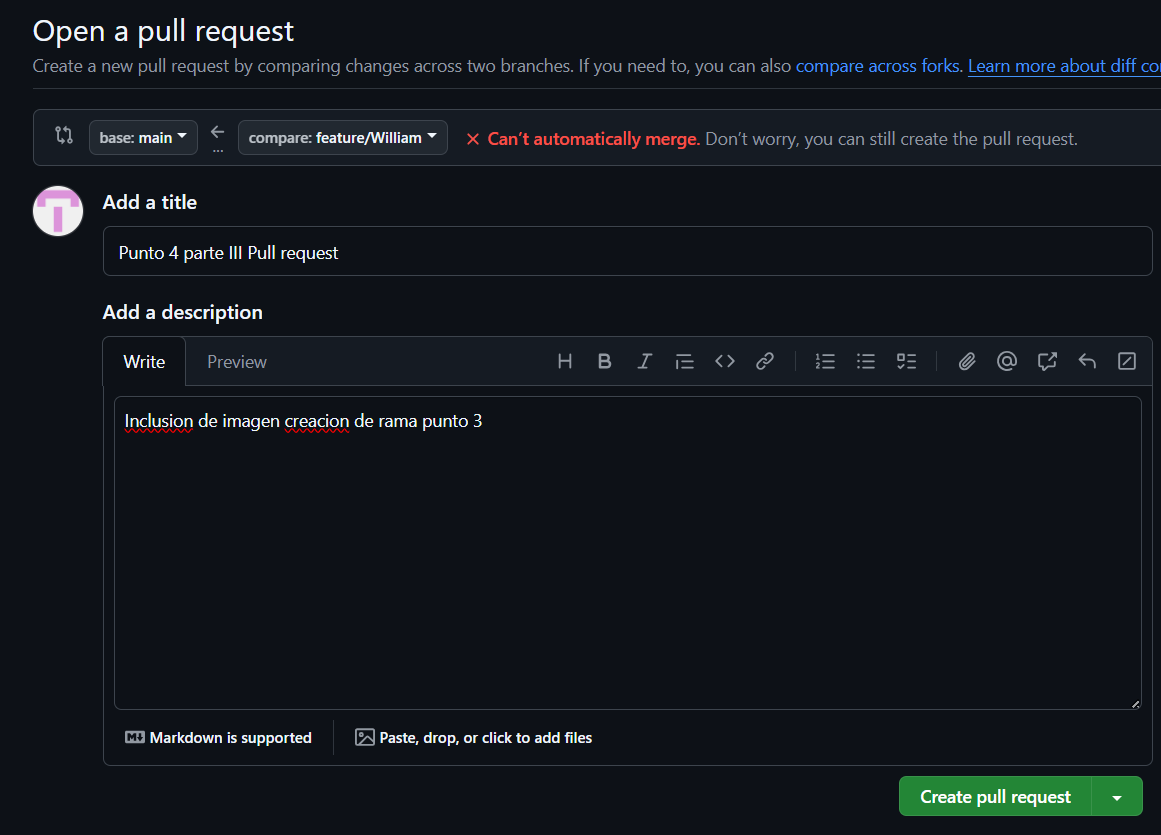 Open a pull request
Create a new pull request by comparing changes across two branches. If you need to, you can also compare across forks. Learn more about diff
base: main compare: feature/William Can't automatically merge. Don't worry, you can still create the pull request.
Add a title
Punto 4 parte III Pull request
Add a description
Write Preview
Inclusion de imagen creacion de rama punto 3
Markdown is supported Paste, drop, or click to add files
Create pull request